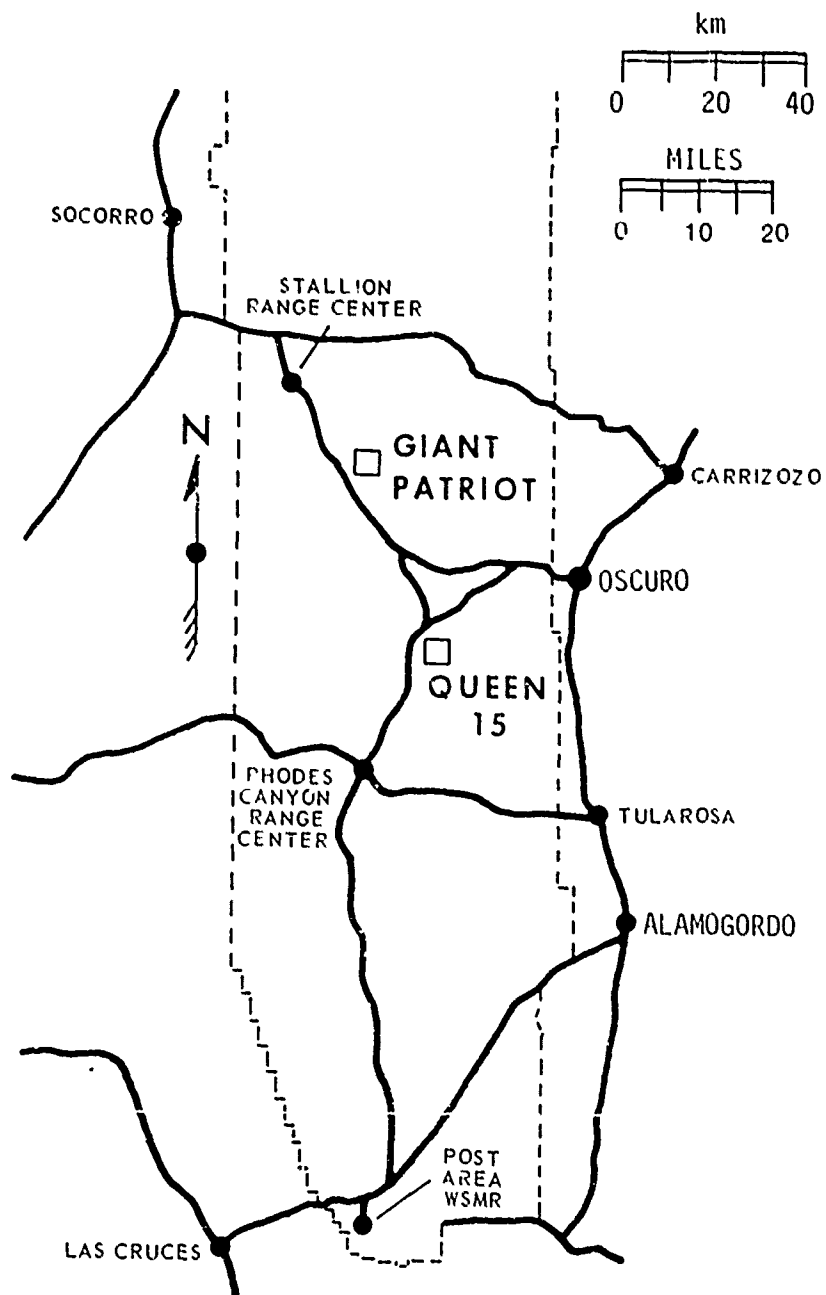 km
0 20 40
MILES
0 10 20
SOCORRO
STALLION
RANGE CENTER
N
GIANT
PATRIOT
CARRIZOZO
OSCURO
QUEEN
15
RHODES
CANYON
RANGE
CENTER
TULAROSA
ALAMOGORDO
POST
AREA
WSMR
LAS CRUCES